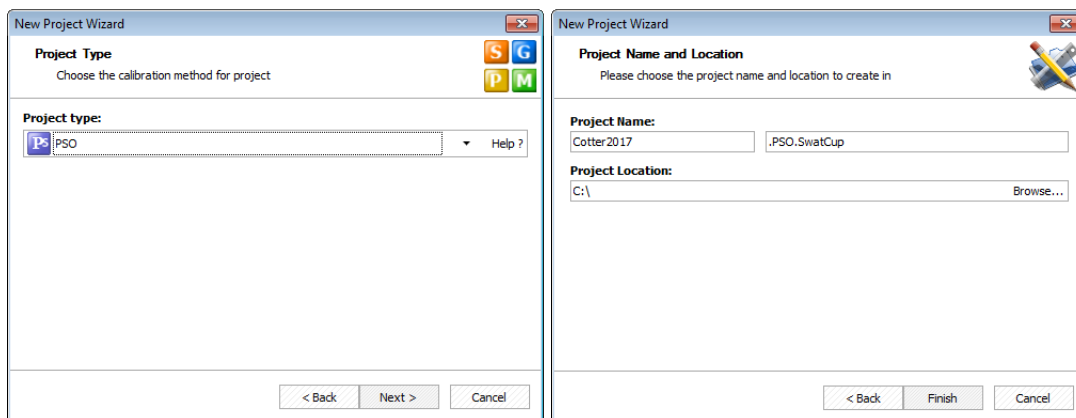 New Project Wizard
Project Type
Choose the calibration method for project
S G
P M
Project type:
PS PSO Help ?
< Back Next > Cancel
New Project Wizard
Project Name and Location
Please choose the project name and location to create in
Project Name:
Cotter2017 .PSO.SwatCup
Project Location:
C:\ Browse...
< Back Finish Cancel